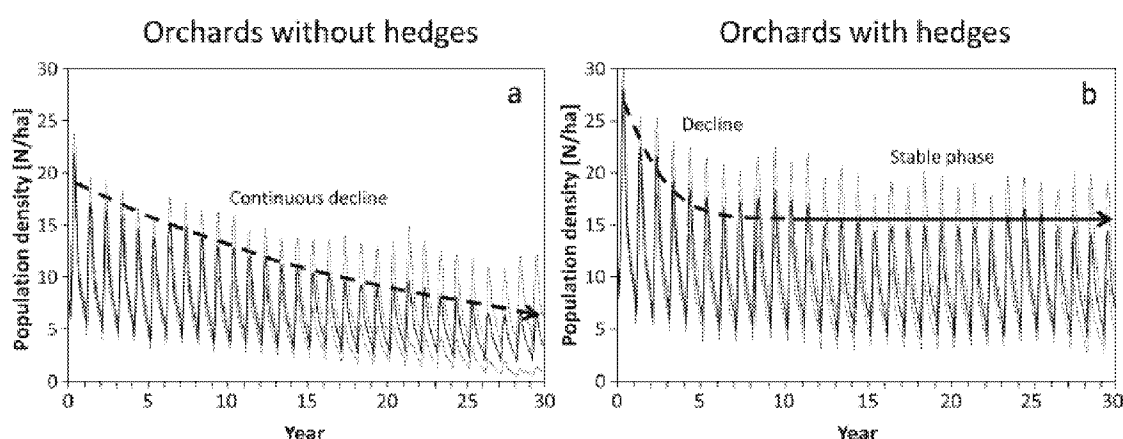 Orchards without hedges
Orchards with hedges
a
Population density [N/ha]
30
25
20
15
10
5
0
Continuous decline
0 5 10 15 20 25 30
Year
b
Population density [N/ha]
30
25
20
15
10
5
0
Decline
Stable phase
0 5 10 15 20 25 30
Year